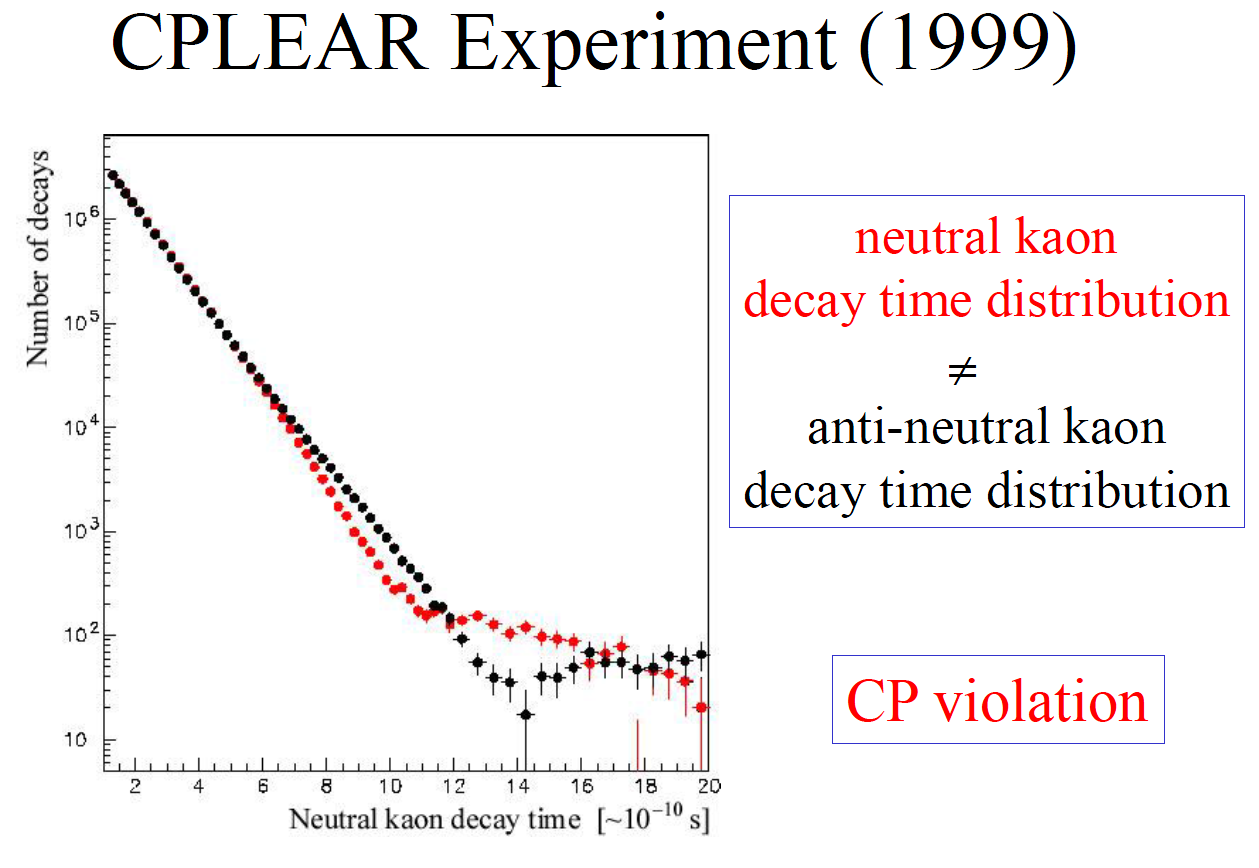 CPLEAR Experiment (1999)
Number of decays
10⁶
10⁵
10⁴
10³
10²
10
2 4 6 8 10 12 14 16 18 20
Neutral kaon decay time [~10⁻¹⁰ s]
neutral kaon
decay time distribution
≠
anti-neutral kaon
decay time distribution
CP violation